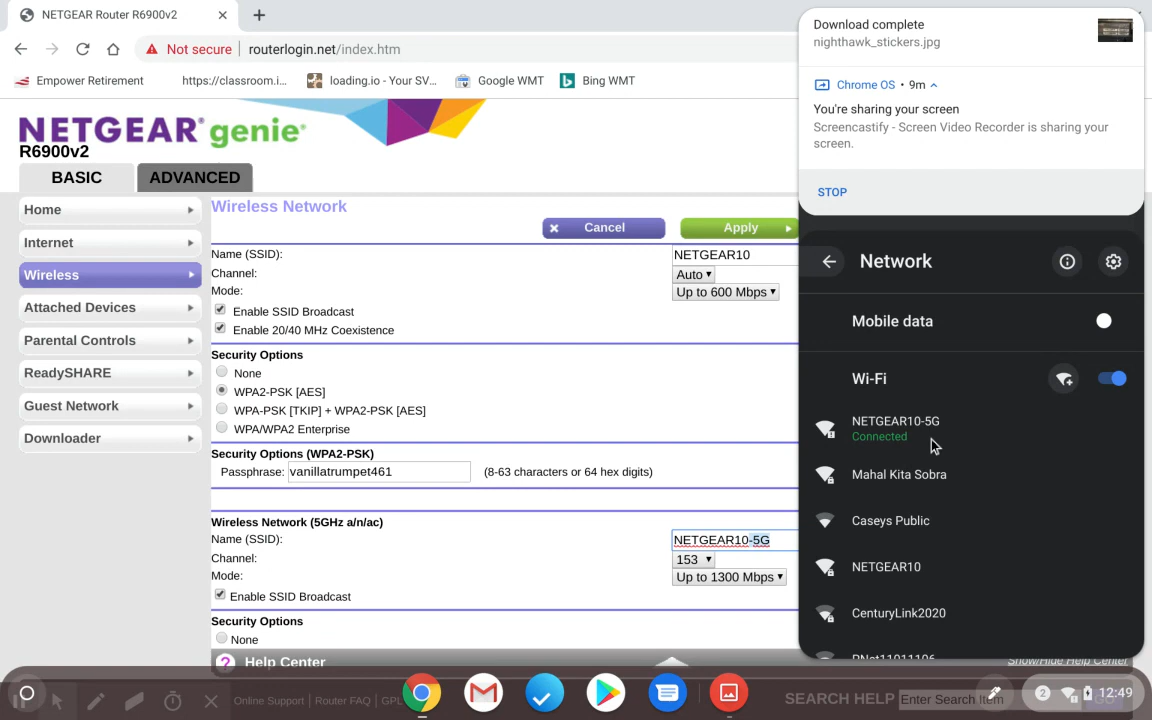 NETGEAR Router R6900v2
Not secure | routerlogin.net/index.htm
Empower Retirement
https://classroom.i...
loading.io - Your SV...
Google WMT
Bing WMT
NETGEAR® genie®
R6900v2
BASIC
ADVANCED
Home
Internet
Wireless
Attached Devices
Parental Controls
ReadySHARE
Guest Network
Downloader
Wireless Network
Cancel
Apply
Name (SSID): NETGEAR10
Channel: Auto
Mode: Up to 600 Mbps
Enable SSID Broadcast
Enable 20/40 MHz Coexistence
Security Options
None
WPA2-PSK [AES]
WPA-PSK [TKIP] + WPA2-PSK [AES]
WPA/WPA2 Enterprise
Security Options (WPA2-PSK)
Passphrase: vanillatrumpet461 (8-63 characters or 64 hex digits)
Wireless Network (5GHz a/n/ac)
Name (SSID): NETGEAR10-5G
Channel: 153
Mode: Up to 1300 Mbps
Enable SSID Broadcast
Security Options
None
? Help Center
Show/Hide Help Center
Online Support | Router FAQ | GPL
SEARCH HELP
Enter Search Item
Download complete
nighthawk_stickers.jpg
Chrome OS • 9m
You're sharing your screen
Screencastify - Screen Video Recorder is sharing your
screen.
STOP
Network
Mobile data
Wi-Fi
NETGEAR10-5G
Connected
Mahal Kita Sobra
Caseys Public
NETGEAR10
CenturyLink2020
2
12:49